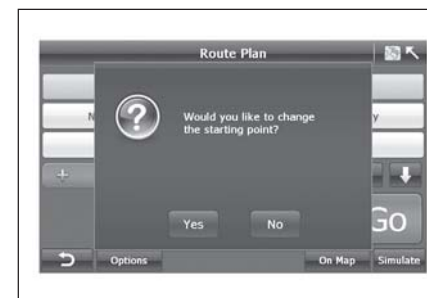 Route Plan
Would you like to change
the starting point?
Yes No
Go
Options On Map Simulate